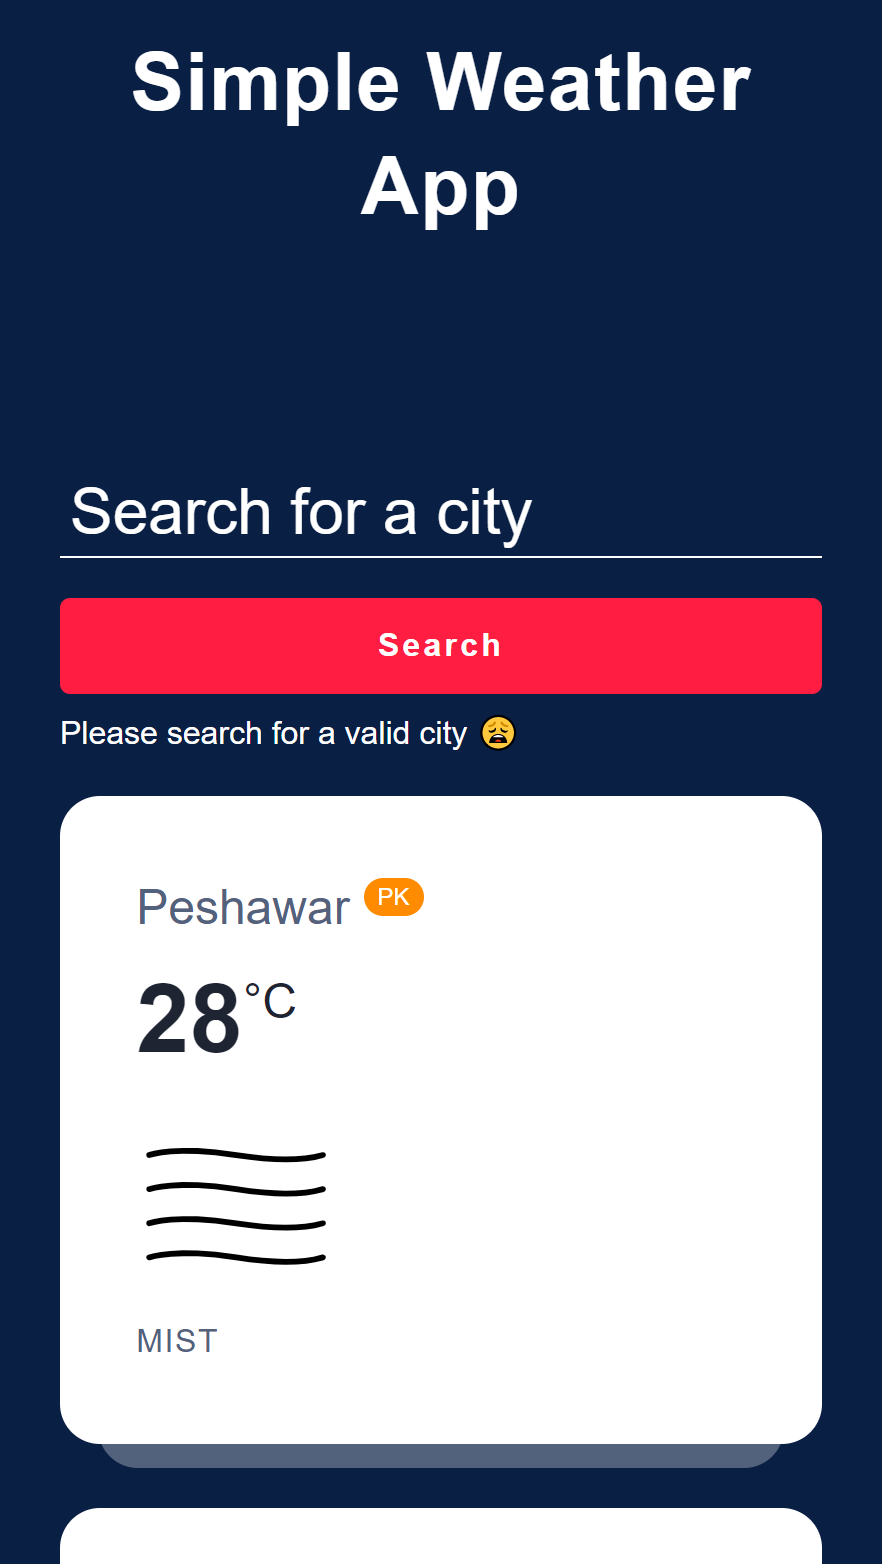 Simple Weather
App
Search for a city
Search
Please search for a valid city 😩
Peshawar PK
28°C
MIST